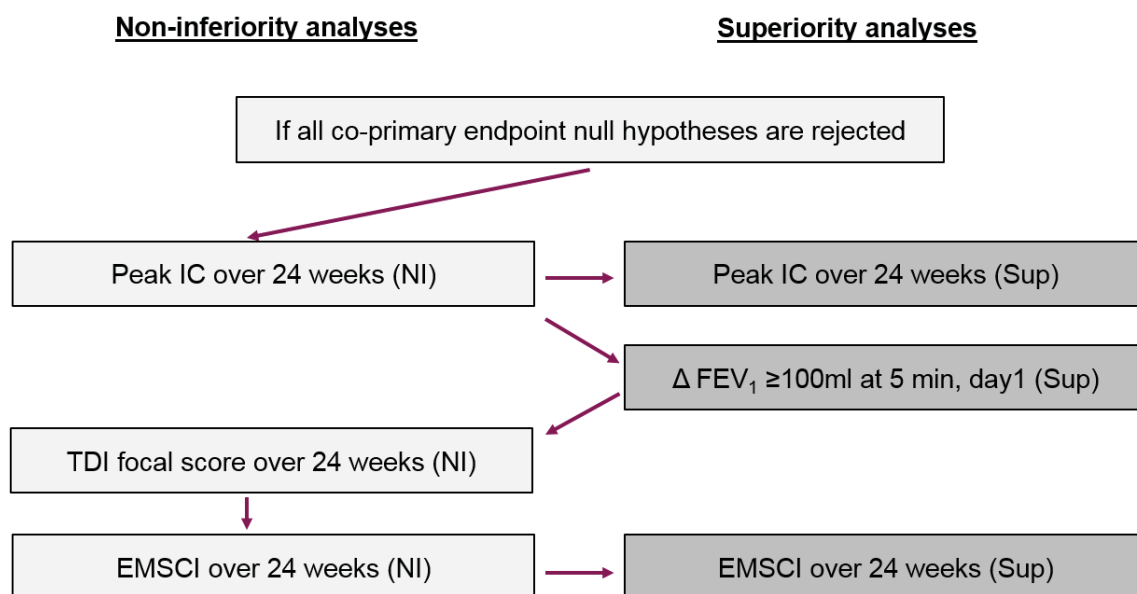 Non-inferiority analyses
Superiority analyses
If all co-primary endpoint null hypotheses are rejected
Peak IC over 24 weeks (NI)
Peak IC over 24 weeks (Sup)
Δ FEV₁ ≥100ml at 5 min, day1 (Sup)
TDI focal score over 24 weeks (NI)
EMSCI over 24 weeks (NI)
EMSCI over 24 weeks (Sup)